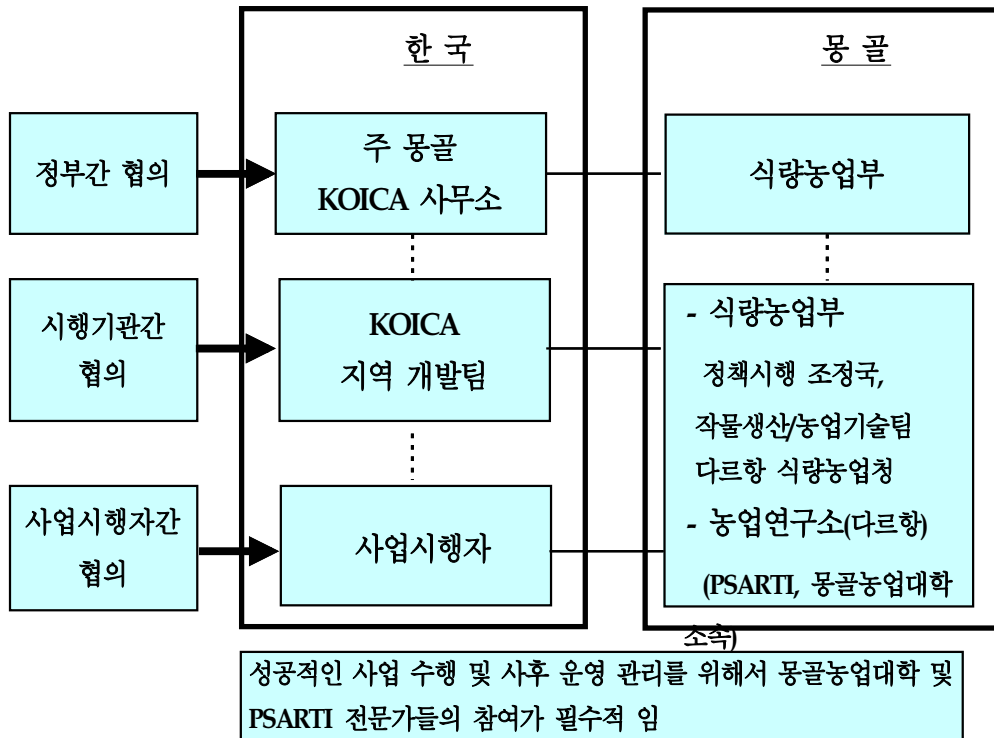 한 국
몽 골
정부간 협의
주 몽골
KOICA 사무소
식량농업부
시행기관간
협의
KOICA
지역 개발팀
- 식량농업부
정책시행 조정국,
작물생산/농업기술팀
다르항 식량농업청
- 농업연구소(다르항)
(PSARTI, 몽골농업대학
소속)
사업시행자간
협의
사업시행자
성공적인 사업 수행 및 사후 운영 관리를 위해서 몽골농업대학 및
PSARTI 전문가들의 참여가 필수적 임